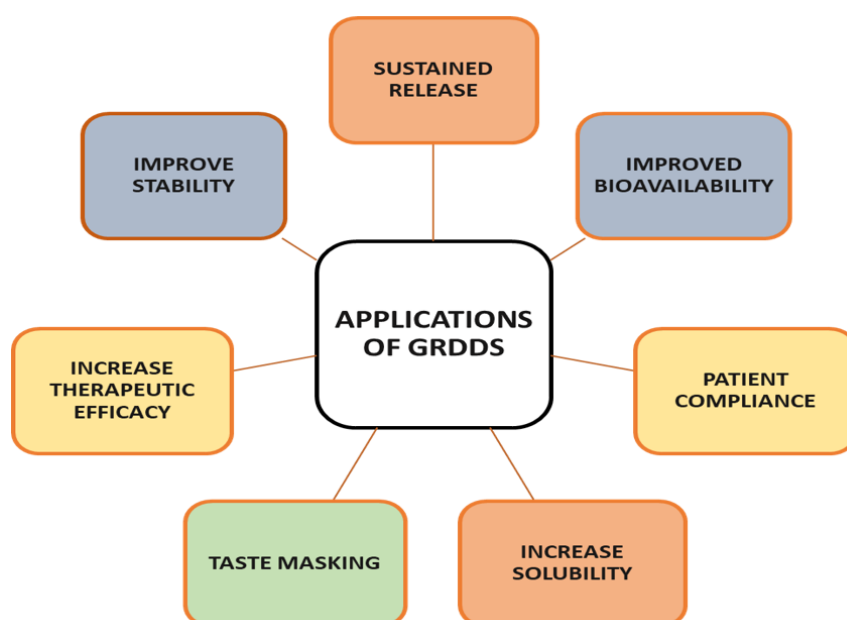 SUSTAINED
RELEASE
IMPROVE
STABILITY
IMPROVED
BIOAVAILABILITY
APPLICATIONS
OF GRDDS
INCREASE
THERAPEUTIC
EFFICACY
PATIENT
COMPLIANCE
TASTE MASKING
INCREASE
SOLUBILITY